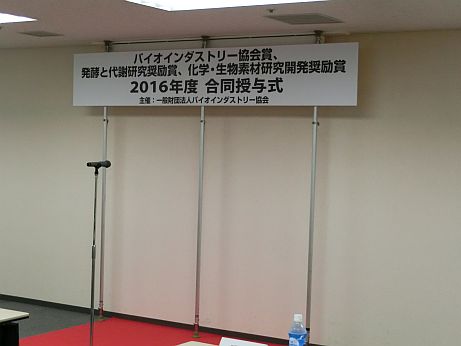 バイオインダストリー協会賞、
発酵と代謝研究奨励賞、化学・生物素材研究開発奨励賞
2016年度 合同授与式
主催：一般財団法人バイオインダストリー協会